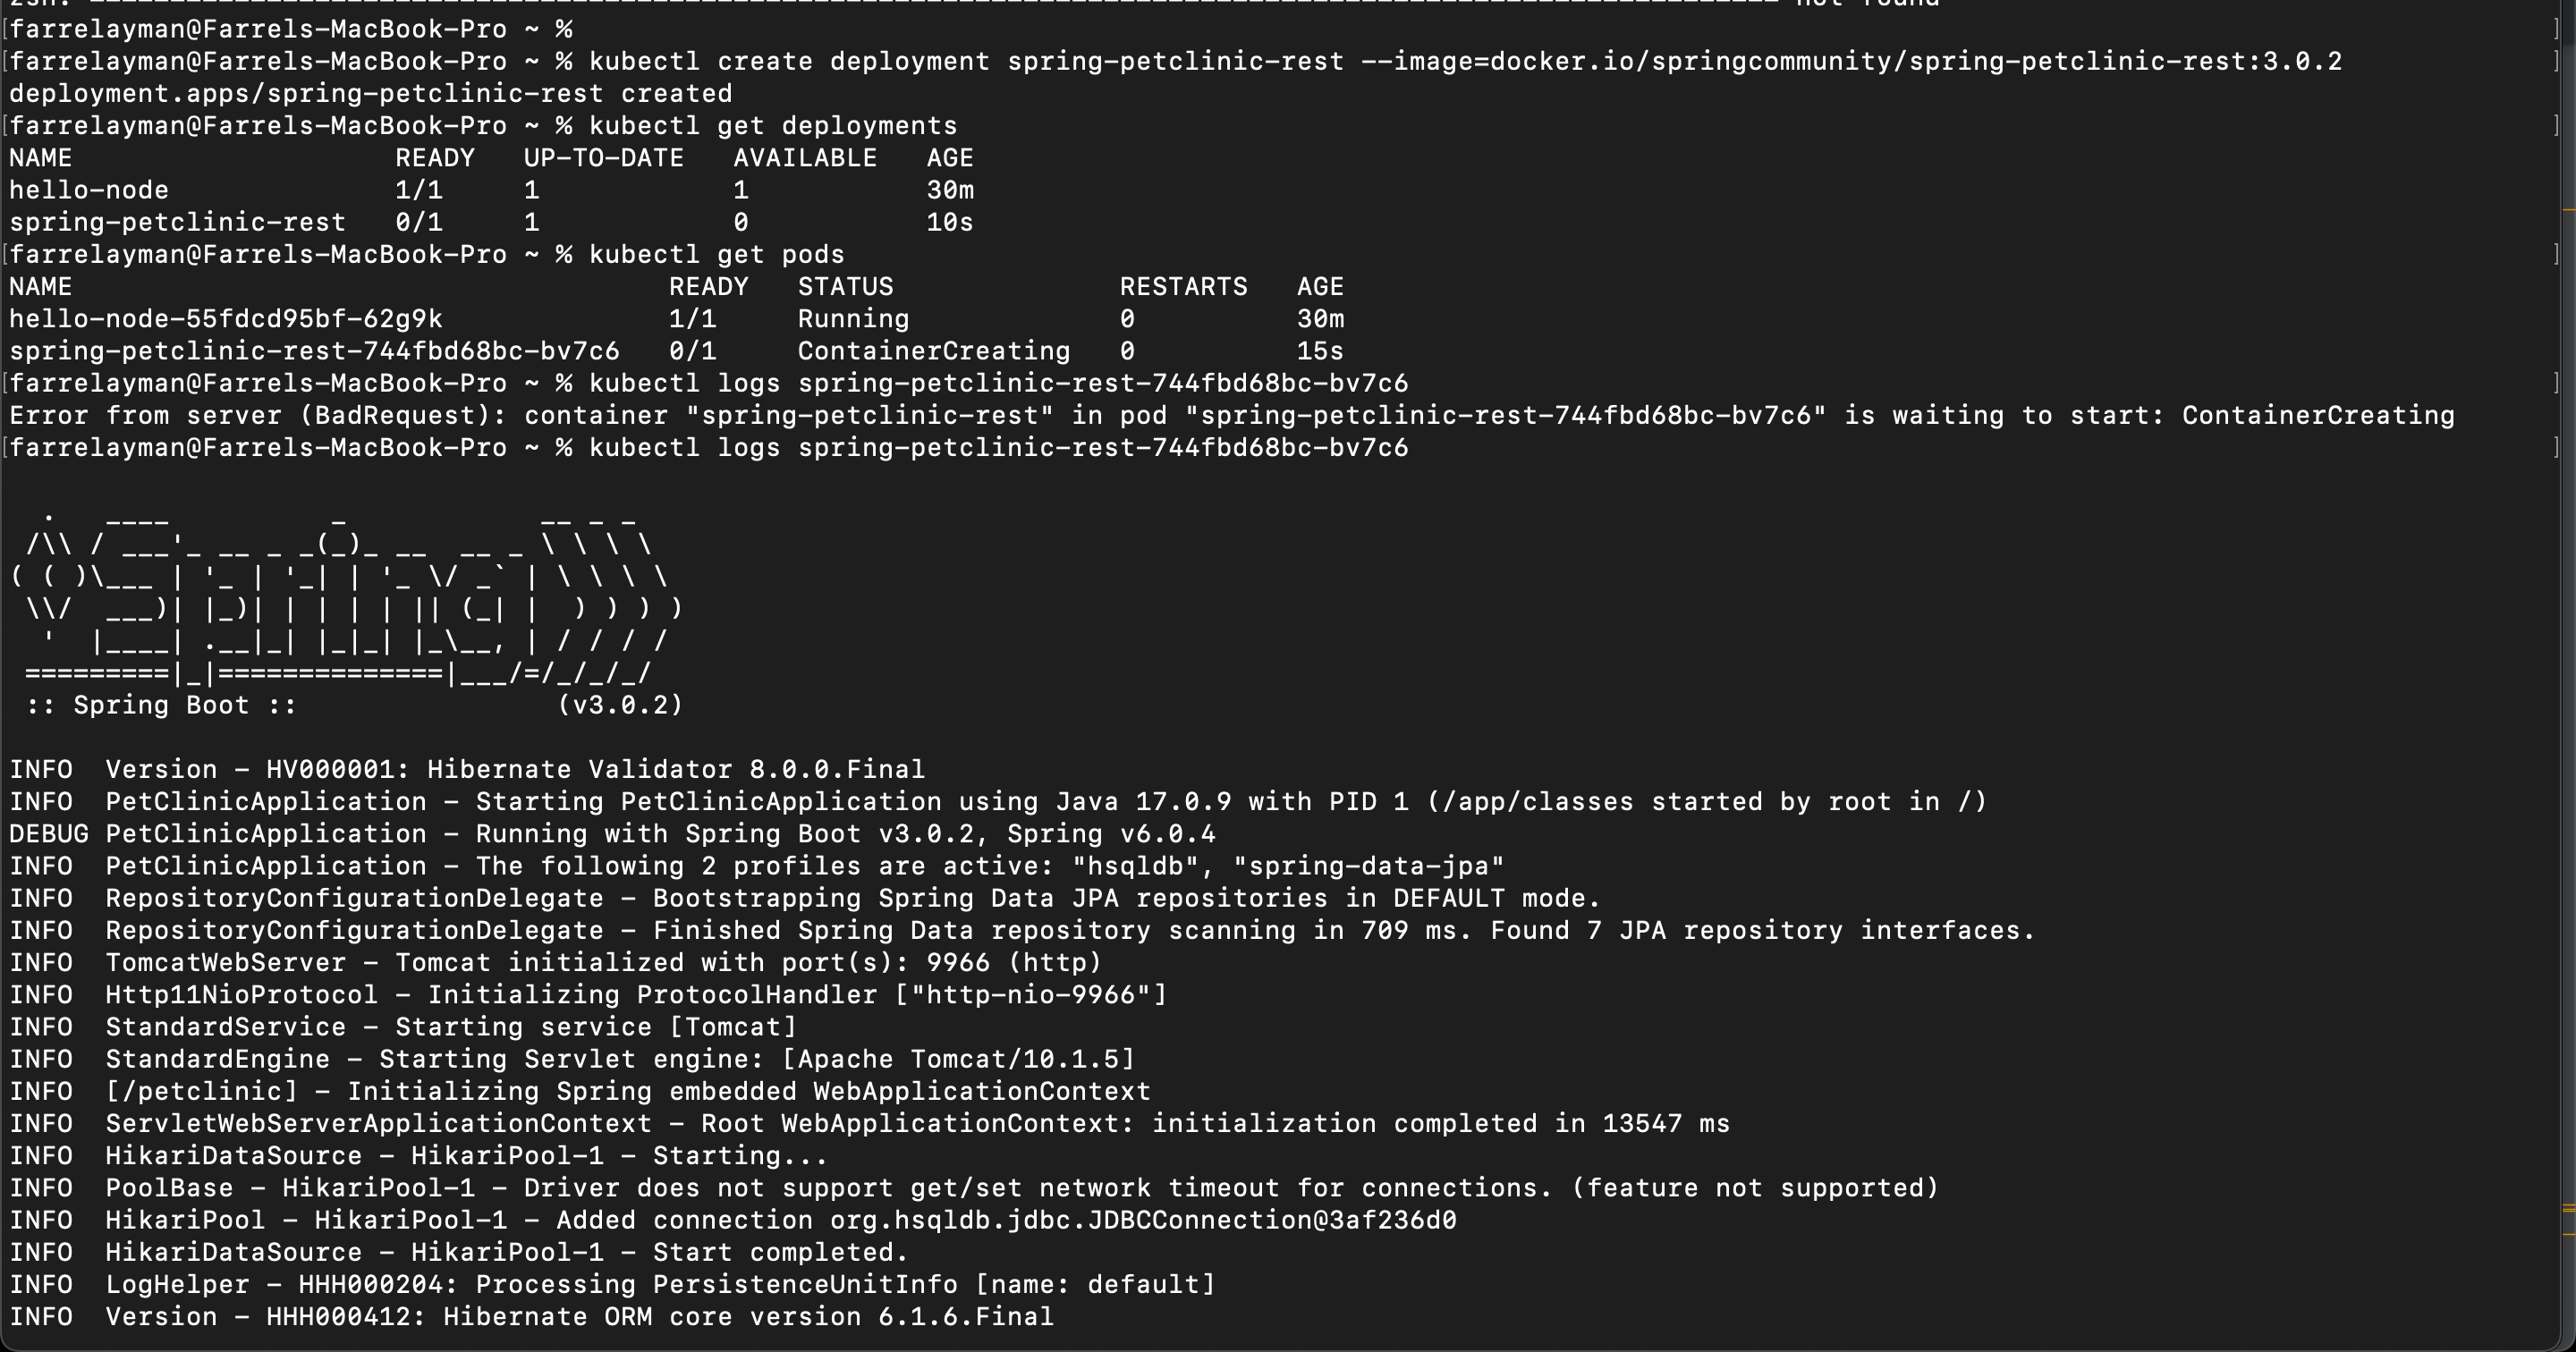 zsh: not found
[farrelayman@Farrels-MacBook-Pro ~ % ]
[farrelayman@Farrels-MacBook-Pro ~ % kubectl create deployment spring-petclinic-rest --image=docker.io/springcommunity/spring-petclinic-rest:3.0.2 ]
deployment.apps/spring-petclinic-rest created
[farrelayman@Farrels-MacBook-Pro ~ % kubectl get deployments ]
NAME                    READY   UP-TO-DATE   AVAILABLE   AGE
hello-node              1/1     1            1           30m
spring-petclinic-rest   0/1     1            0           10s
[farrelayman@Farrels-MacBook-Pro ~ % kubectl get pods ]
NAME                                     READY   STATUS              RESTARTS   AGE
hello-node-55fdcd95bf-62g9k              1/1     Running             0          30m
spring-petclinic-rest-744fbd68bc-bv7c6   0/1     ContainerCreating   0          15s
[farrelayman@Farrels-MacBook-Pro ~ % kubectl logs spring-petclinic-rest-744fbd68bc-bv7c6 ]
Error from server (BadRequest): container "spring-petclinic-rest" in pod "spring-petclinic-rest-744fbd68bc-bv7c6" is waiting to start: ContainerCreating
[farrelayman@Farrels-MacBook-Pro ~ % kubectl logs spring-petclinic-rest-744fbd68bc-bv7c6 ]
  .   ____          _            __ _ _
 /\\ / ___'_ __ _ _(_)_ __  __ _ \ \ \ \
( ( )\___ | '_ | '_| | '_ \/ _` | \ \ \ \
 \\/  ___)| |_)| | | | | || (_| |  ) ) ) )
  '  |____| .__|_| |_|_| |_\__, | / / / /
 =========|_|==============|___/=/_/_/_/
 :: Spring Boot ::                (v3.0.2)
INFO  Version - HV000001: Hibernate Validator 8.0.0.Final
INFO  PetClinicApplication - Starting PetClinicApplication using Java 17.0.9 with PID 1 (/app/classes started by root in /)
DEBUG PetClinicApplication - Running with Spring Boot v3.0.2, Spring v6.0.4
INFO  PetClinicApplication - The following 2 profiles are active: "hsqldb", "spring-data-jpa"
INFO  RepositoryConfigurationDelegate - Bootstrapping Spring Data JPA repositories in DEFAULT mode.
INFO  RepositoryConfigurationDelegate - Finished Spring Data repository scanning in 709 ms. Found 7 JPA repository interfaces.
INFO  TomcatWebServer - Tomcat initialized with port(s): 9966 (http)
INFO  Http11NioProtocol - Initializing ProtocolHandler ["http-nio-9966"]
INFO  StandardService - Starting service [Tomcat]
INFO  StandardEngine - Starting Servlet engine: [Apache Tomcat/10.1.5]
INFO  [/petclinic] - Initializing Spring embedded WebApplicationContext
INFO  ServletWebServerApplicationContext - Root WebApplicationContext: initialization completed in 13547 ms
INFO  HikariDataSource - HikariPool-1 - Starting...
INFO  PoolBase - HikariPool-1 - Driver does not support get/set network timeout for connections. (feature not supported)
INFO  HikariPool - HikariPool-1 - Added connection org.hsqldb.jdbc.JDBCConnection@3af236d0
INFO  HikariDataSource - HikariPool-1 - Start completed.
INFO  LogHelper - HHH000204: Processing PersistenceUnitInfo [name: default]
INFO  Version - HHH000412: Hibernate ORM core version 6.1.6.Final